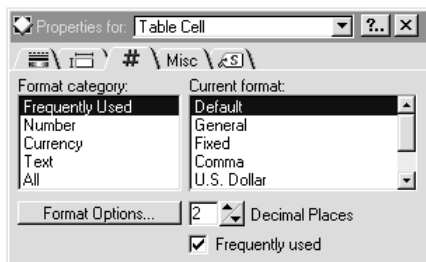 Properties for: Table Cell ?..
# Misc S
Format category: Current format:
Frequently Used Default
Number General
Currency Fixed
Text Comma
All U.S. Dollar
Format Options... 2 Decimal Places
Frequently used